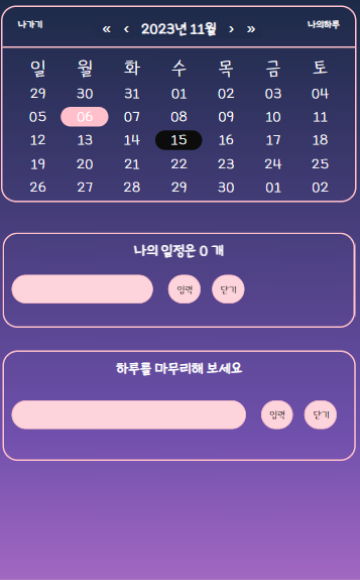 나가기 « ‹ 2023년 11월 › » 나의하루
일 월 화 수 목 금 토
29 30 31 01 02 03 04
05 06 07 08 09 10 11
12 13 14 15 16 17 18
19 20 21 22 23 24 25
26 27 28 29 30 01 02
나의 일정은 0 개
입력 닫기
하루를 마무리해 보세요
입력 닫기